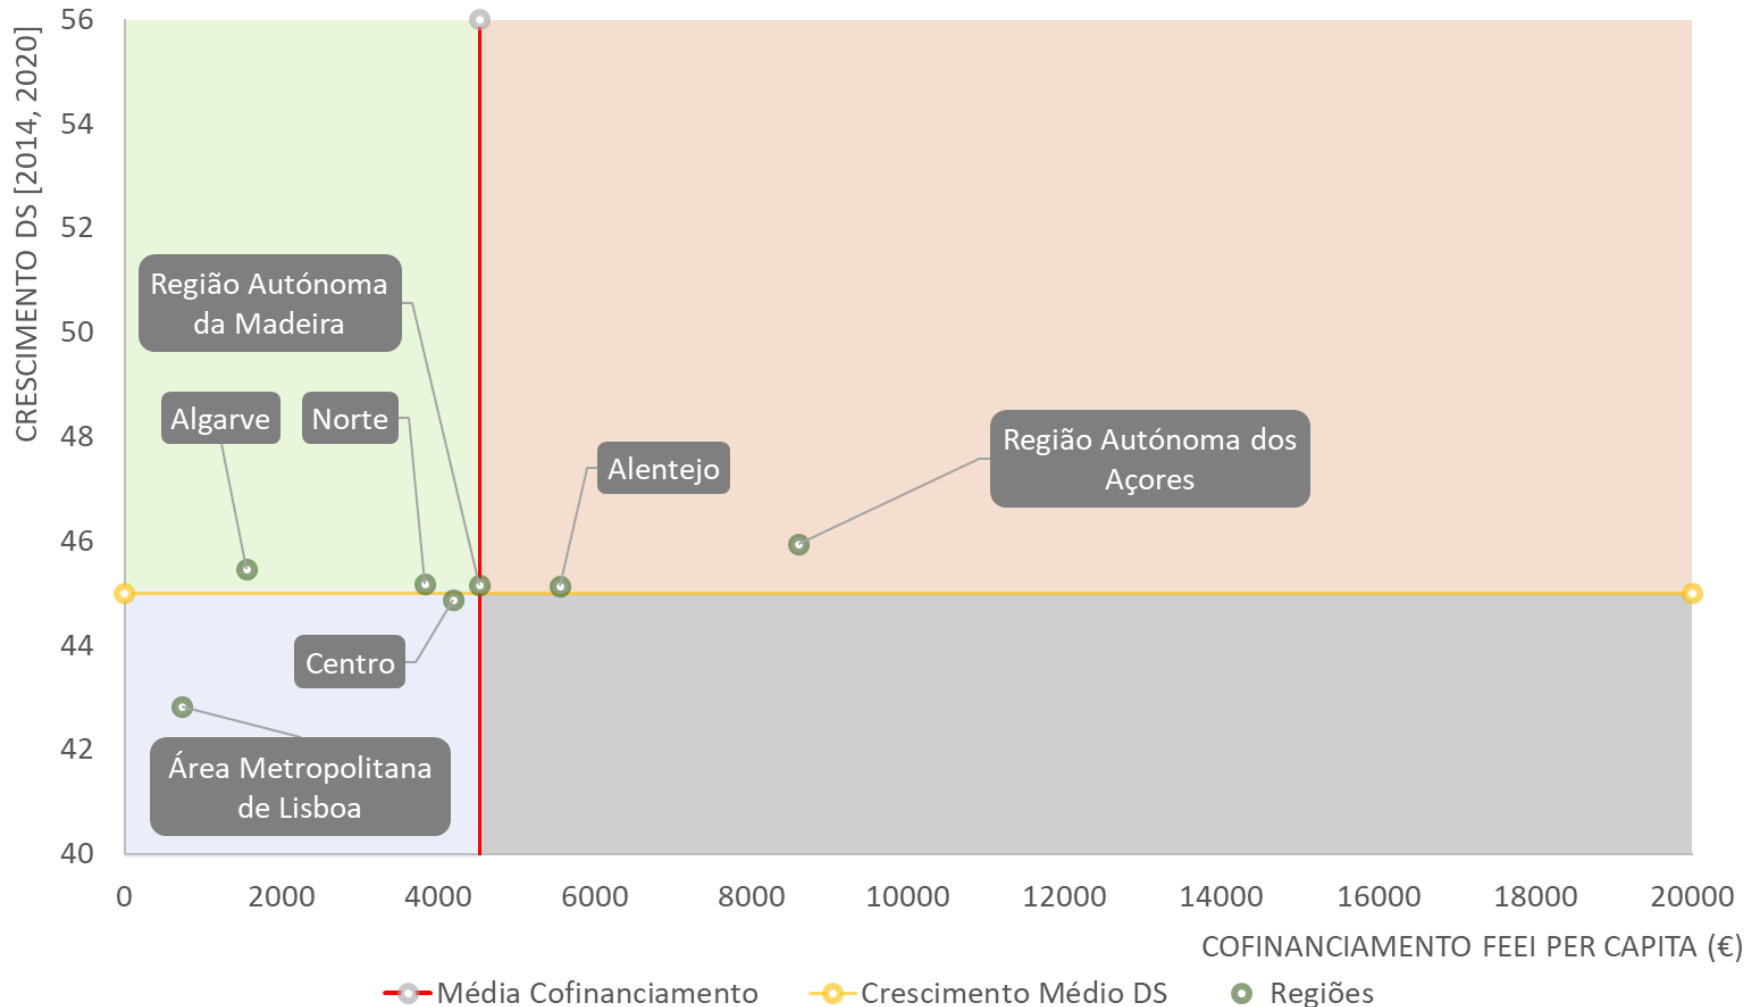 CRESCIMENTO DS [2014, 2020]
56
54
52
50
48
46
44
42
40
Região Autónoma
da Madeira
Algarve
Norte
Alentejo
Região Autónoma dos
Açores
Centro
Área Metropolitana
de Lisboa
0 2000 4000 6000 8000 10000 12000 14000 16000 18000 20000
COFINANCIAMENTO FEEI PER CAPITA (€)
Média Cofinanciamento Crescimento Médio DS Regiões